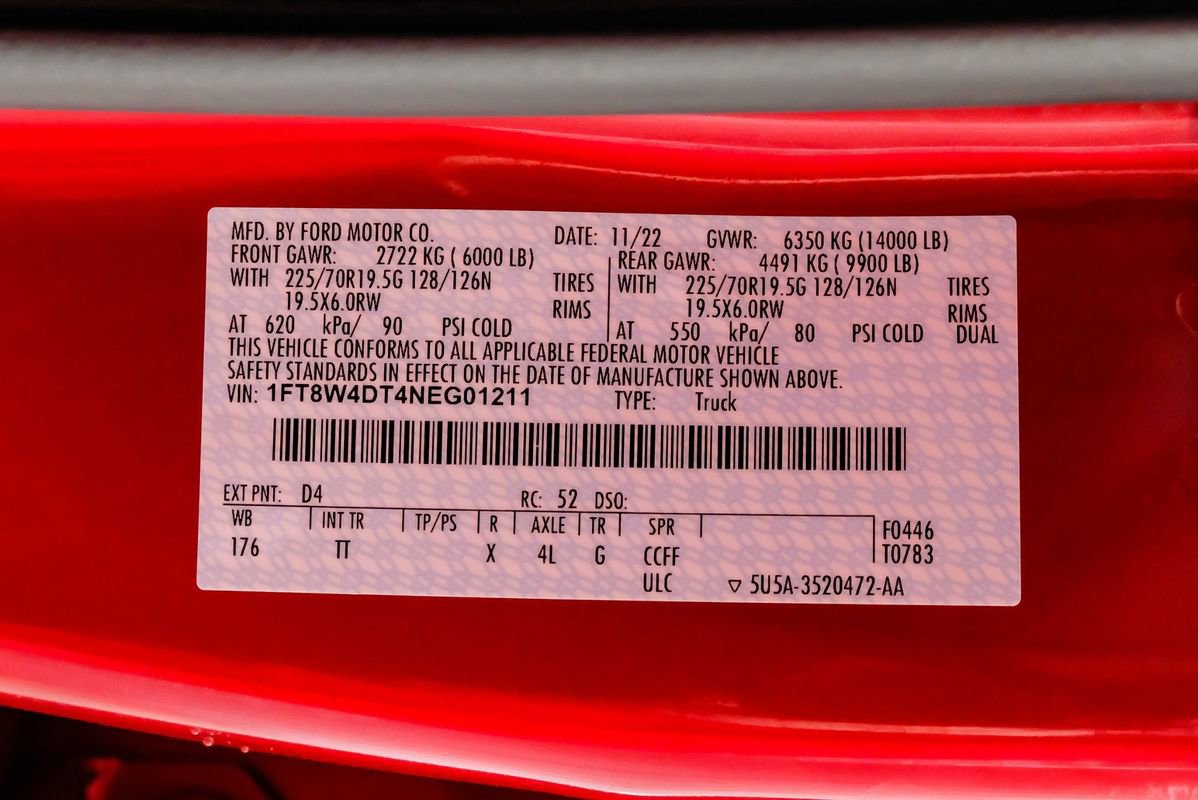 MFD. BY FORD MOTOR CO. DATE: 11/22 GVWR: 6350 KG (14000 LB)
FRONT GAWR: 2722 KG ( 6000 LB) REAR GAWR: 4491 KG ( 9900 LB)
WITH 225/70R19.5G 128/126N TIRES WITH 225/70R19.5G 128/126N TIRES
19.5X6.0RW RIMS 19.5X6.0RW RIMS
AT 620 kPa/ 90 PSI COLD AT 550 kPa/ 80 PSI COLD DUAL
THIS VEHICLE CONFORMS TO ALL APPLICABLE FEDERAL MOTOR VEHICLE
SAFETY STANDARDS IN EFFECT ON THE DATE OF MANUFACTURE SHOWN ABOVE.
VIN: 1FT8W4DT4NEG01211 TYPE: Truck
EXT PNT: D4 RC: 52 DSO:
WB INT TR TP/PS R AXLE TR SPR F0446
176 TT X 4L G CCFF T0783
ULC ▽ 5U5A-3520472-AA